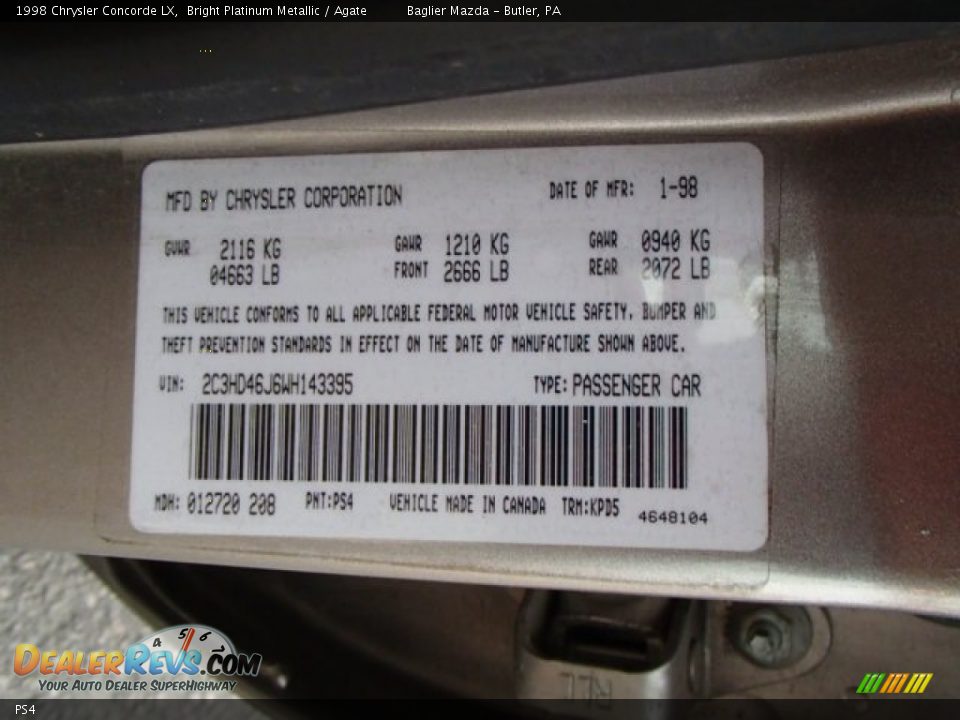 1998 Chrysler Concorde LX, Bright Platinum Metallic / Agate Baglier Mazda - Butler, PA
MFD BY CHRYSLER CORPORATION DATE OF MFR: 1-98
GVWR 2116 KG GAWR 1210 KG GAWR 0940 KG
04663 LB FRONT 2666 LB REAR 2072 LB
THIS VEHICLE CONFORMS TO ALL APPLICABLE FEDERAL MOTOR VEHICLE SAFETY, BUMPER AND
THEFT PREVENTION STANDARDS IN EFFECT ON THE DATE OF MANUFACTURE SHOWN ABOVE.
VIN: 2C3HD46J6WH143395 TYPE: PASSENGER CAR
MDH: 012720 208 PNT:PS4 VEHICLE MADE IN CANADA TRM:KPD5 4648104
4 5 6 7
DEALERREVS.COM
YOUR AUTO DEALER SUPERHIGHWAY
PS4